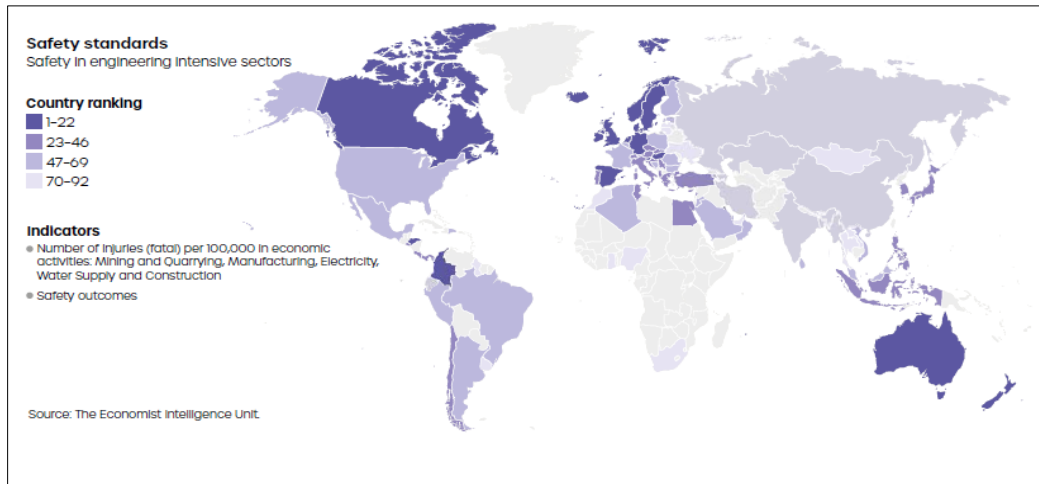 Safety standards
Safety in engineering intensive sectors
Country ranking
1–22
23–46
47–69
70–92
Indicators
Number of Injuries (fatal) per 100,000 in economic
activities: Mining and Quarrying, Manufacturing, Electricity,
Water Supply and Construction
Safety outcomes
Source: The Economist Intelligence Unit.